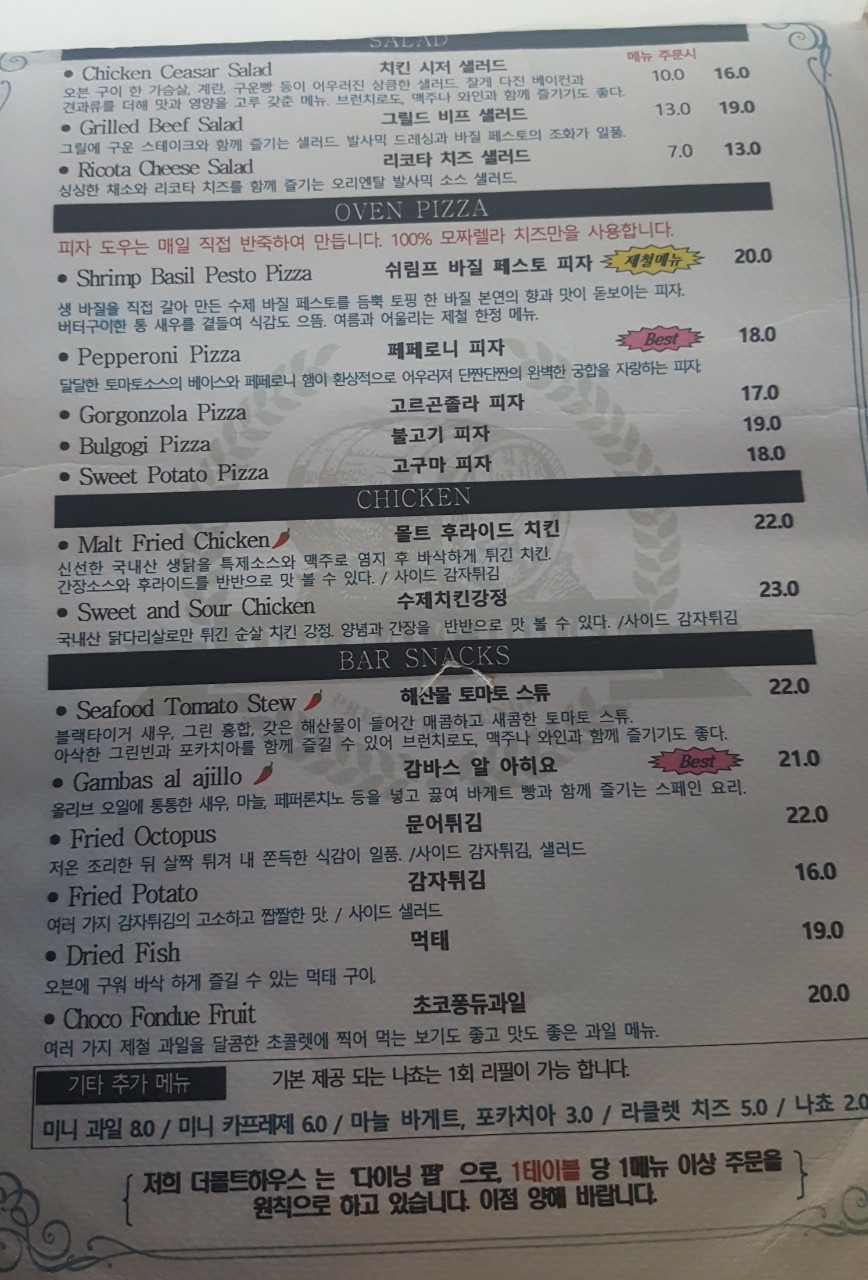 SALAD
메뉴 주문시
• Chicken Ceasar Salad 치킨 시저 샐러드 10.0 16.0
오븐 구이 한 가슴살, 계란, 구운빵 등이 어우러진 상큼한 샐러드. 잘게 다진 베이컨과
견과류를 더해 맛과 영양을 고루 갖춘 메뉴. 브런치로도, 맥주나 와인과 함께 즐기기도 좋다.
• Grilled Beef Salad 그릴드 비프 샐러드 13.0 19.0
그릴에 구운 스테이크와 함께 즐기는 샐러드. 발사믹 드레싱과 바질 페스토의 조화가 일품.
• Ricota Cheese Salad 리코타 치즈 샐러드 7.0 13.0
싱싱한 채소와 리코타 치즈를 함께 즐기는 오리엔탈 발사믹 소스 샐러드.
OVEN PIZZA
피자 도우는 매일 직접 반죽하여 만듭니다. 100% 모짜렐라 치즈만을 사용합니다.
• Shrimp Basil Pesto Pizza 쉬림프 바질 페스토 피자 제철메뉴 20.0
생 바질을 직접 갈아 만든 수제 바질 페스토를 듬뿍 토핑 한 바질 본연의 향과 맛이 돋보이는 피자.
버터구이한 통 새우를 곁들여 식감도 으뜸. 여름과 어울리는 제철 한정 메뉴.
• Pepperoni Pizza 페페로니 피자 Best 18.0
달달한 토마토소스의 베이스와 페페로니 햄이 환상적으로 어우러져 단짠단짠의 완벽한 궁합을 자랑하는 피자.
• Gorgonzola Pizza 고르곤졸라 피자 17.0
• Bulgogi Pizza 불고기 피자 19.0
• Sweet Potato Pizza 고구마 피자 18.0
CHICKEN
• Malt Fried Chicken 몰트 후라이드 치킨 22.0
신선한 국내산 생닭을 특제소스와 맥주로 염지 후 바삭하게 튀긴 치킨.
간장소스와 후라이드를 반반으로 맛 볼 수 있다. / 사이드 감자튀김
• Sweet and Sour Chicken 수제치킨강정 23.0
국내산 닭다리살로만 튀긴 순살 치킨 강정. 양념과 간장을 반반으로 맛 볼 수 있다. /사이드 감자튀김
BAR SNACKS
• Seafood Tomato Stew 해산물 토마토 스튜 22.0
블랙타이거 새우, 그린 홍합, 갖은 해산물이 들어간 매콤하고 새콤한 토마토 스튜.
아삭한 그린빈과 포카치아를 함께 즐길 수 있어 브런치로도, 맥주나 와인과 함께 즐기기도 좋다.
• Gambas al ajillo 감바스 알 아히요 Best 21.0
올리브 오일에 통통한 새우, 마늘, 페퍼론치노 등을 넣고 끓여 바게트 빵과 함께 즐기는 스페인 요리.
• Fried Octopus 문어튀김 22.0
저온 조리한 뒤 살짝 튀겨 내 쫀득한 식감이 일품. /사이드 감자튀김, 샐러드
• Fried Potato 감자튀김 16.0
여러 가지 감자튀김의 고소하고 짭짤한 맛. / 사이드 샐러드
• Dried Fish 먹태 19.0
오븐에 구워 바삭 하게 즐길 수 있는 먹태 구이.
• Choco Fondue Fruit 초코퐁듀과일 20.0
여러 가지 제철 과일을 달콤한 초콜렛에 찍어 먹는 보기도 좋고 맛도 좋은 과일 메뉴.
기타 추가 메뉴 기본 제공 되는 나쵸는 1회 리필이 가능 합니다.
미니 과일 8.0 / 미니 카프레제 6.0 / 마늘 바게트, 포카치아 3.0 / 라클렛 치즈 5.0 / 나쵸 2.0
저희 더몰트하우스 는 '다이닝 펍' 으로, 1테이블 당 1메뉴 이상 주문을
원칙으로 하고 있습니다. 이점 양해 바랍니다.